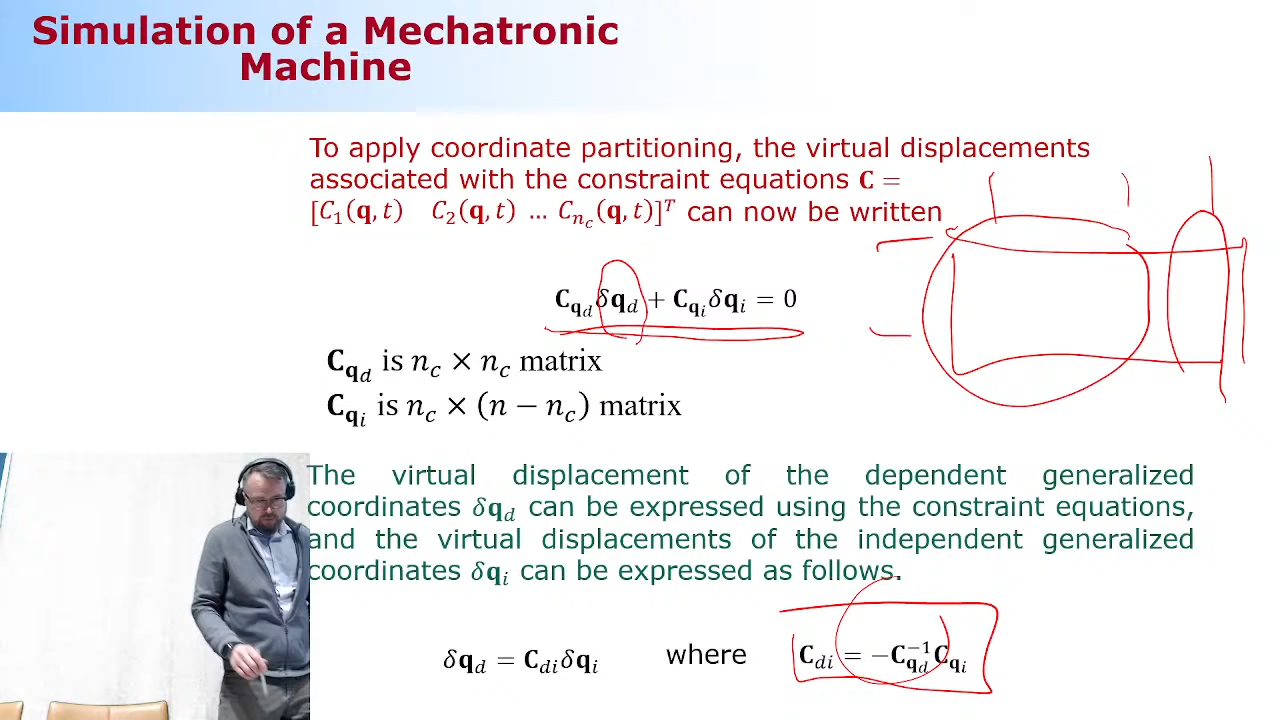 Simulation of a Mechatronic
Machine
To apply coordinate partitioning, the virtual displacements
associated with the constraint equations 𝐂 =
[𝐶₁(𝐪, 𝑡) 𝐶₂(𝐪, 𝑡) … 𝐶_{n_c}(𝐪, 𝑡)]ᵀ can now be written
𝐂_{𝐪_d} 𝛿𝐪_d + 𝐂_{𝐪_i} 𝛿𝐪_i = 0
𝐂_{𝐪_d} is n_c × n_c matrix
𝐂_{𝐪_i} is n_c × (n − n_c) matrix
The virtual displacement of the dependent generalized
coordinates 𝛿𝐪_d can be expressed using the constraint equations,
and the virtual displacements of the independent generalized
coordinates 𝛿𝐪_i can be expressed as follows.
𝛿𝐪_d = 𝐂_{di} 𝛿𝐪_i where 𝐂_{di} = −𝐂_{𝐪_d}^{−1} 𝐂_{𝐪_i}